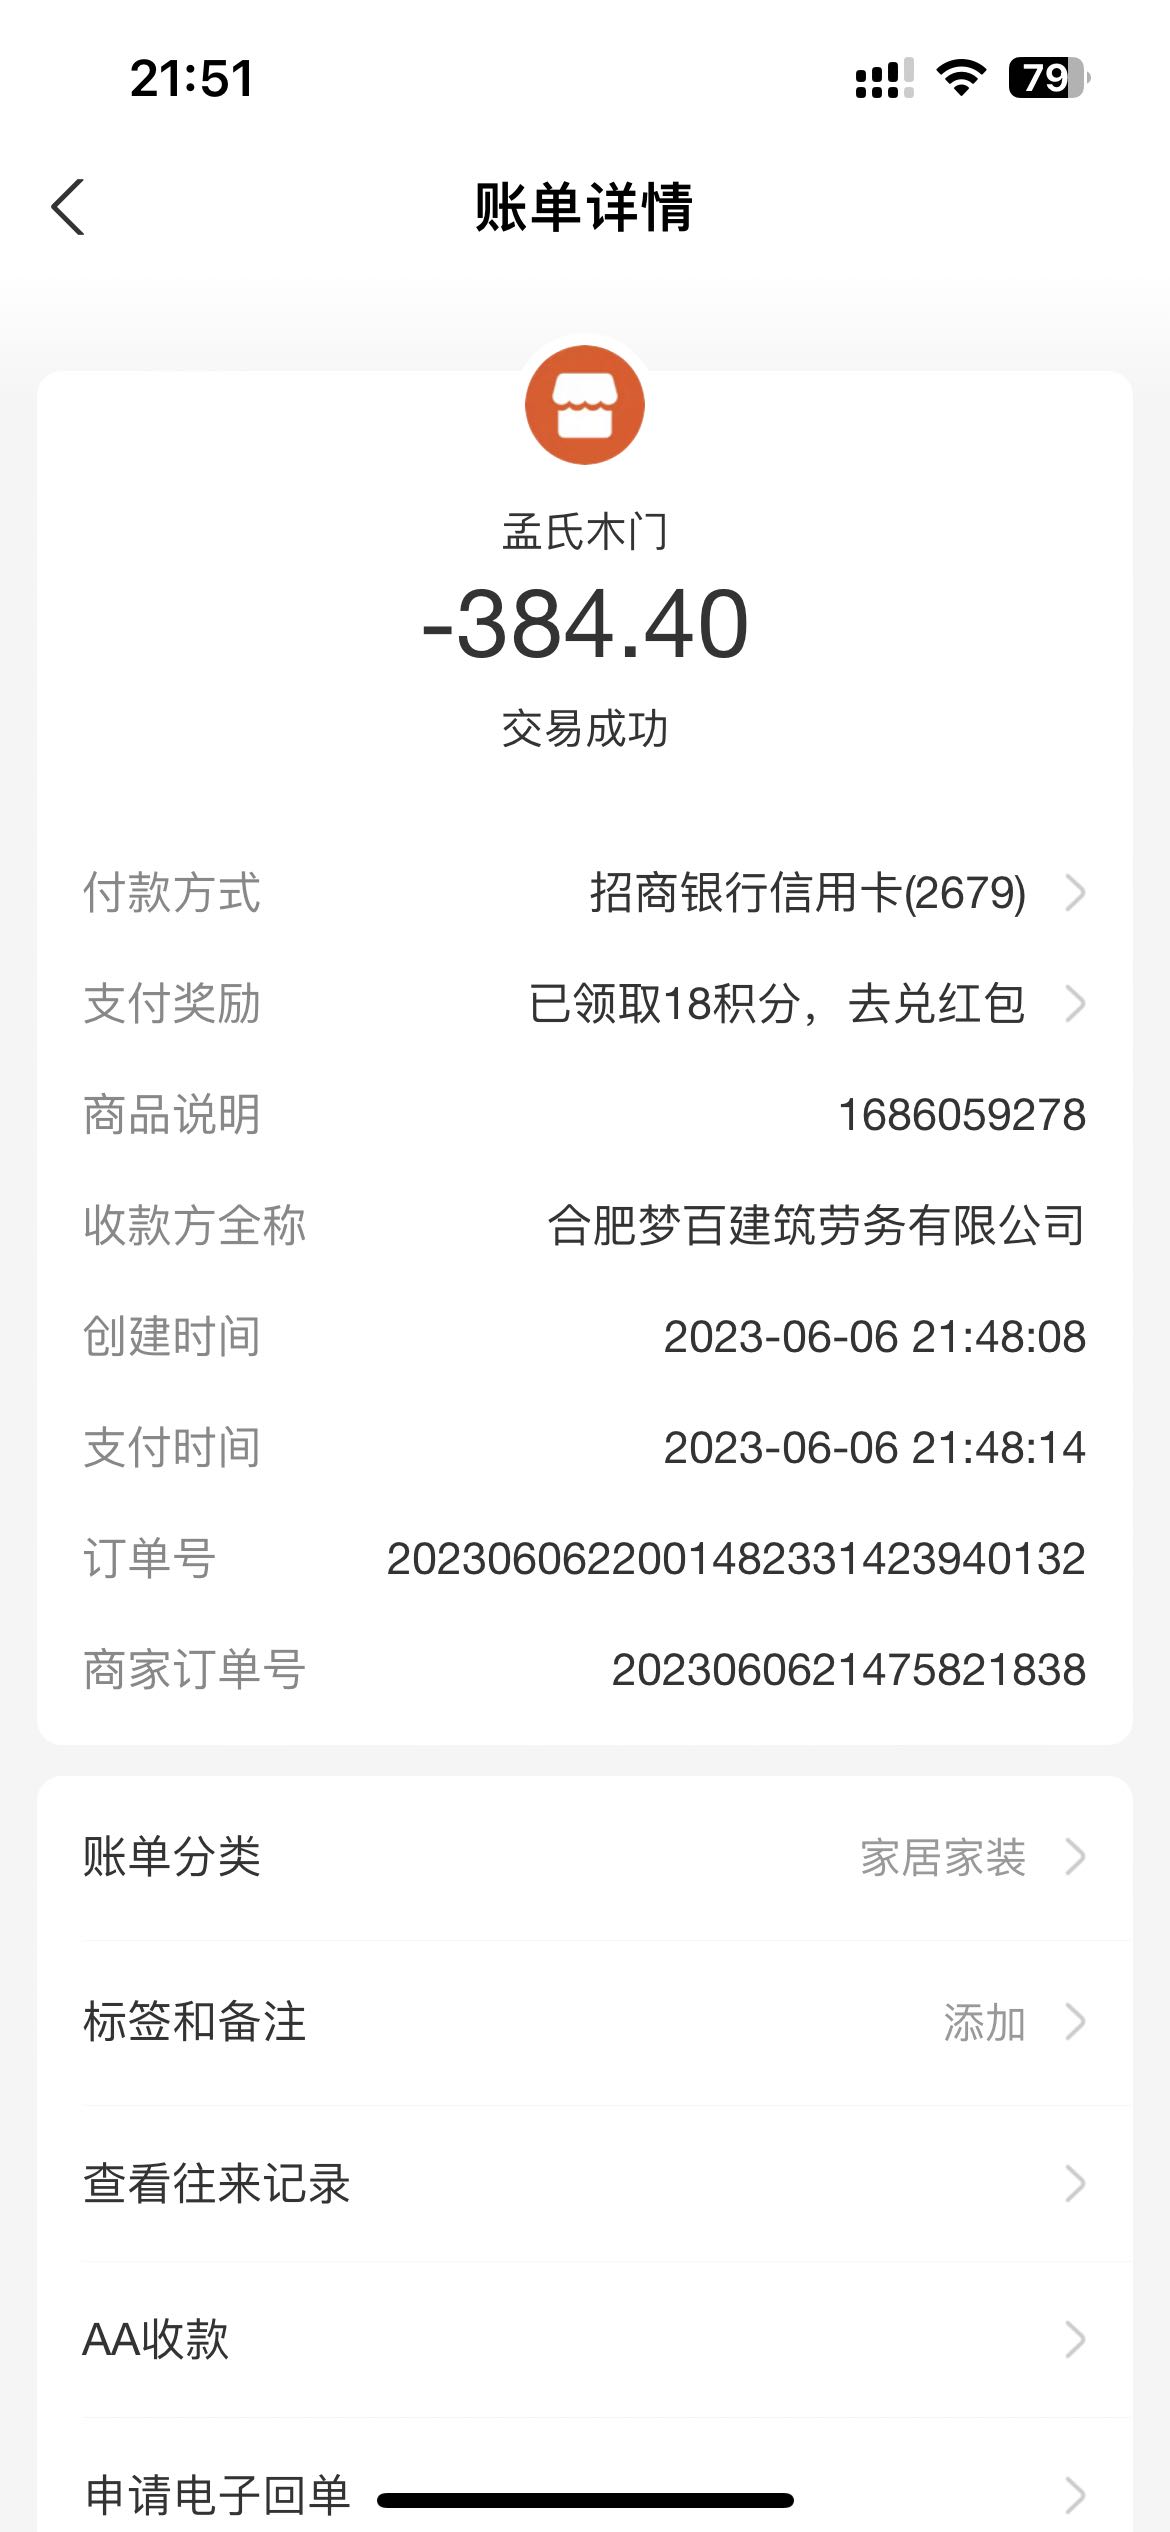 21:51
79
账单详情
孟氏木门
-384.40
交易成功
付款方式 招商银行信用卡(2679)
支付奖励 已领取18积分，去兑红包
商品说明 1686059278
收款方全称 合肥梦百建筑劳务有限公司
创建时间 2023-06-06 21:48:08
支付时间 2023-06-06 21:48:14
订单号 2023060622001482331423940132
商家订单号 2023060621475821838
账单分类 家居家装
标签和备注 添加
查看往来记录
AA收款
申请电子回单